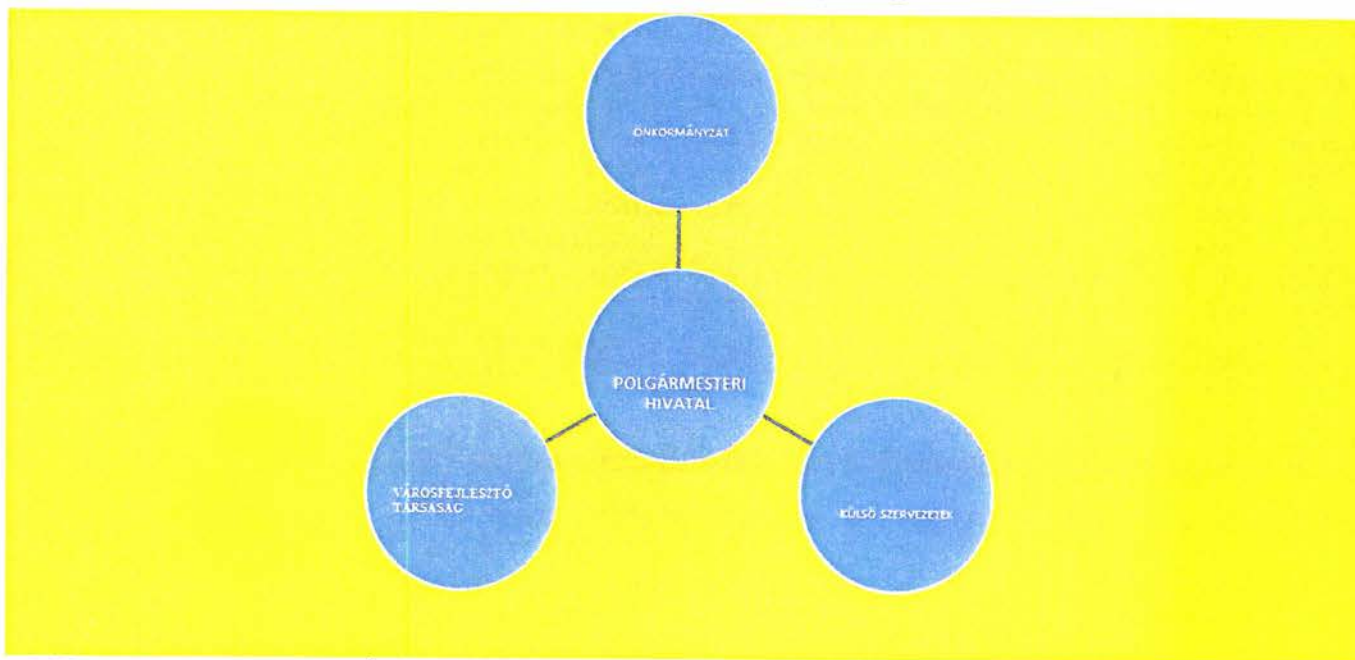 ÖNKORMÁNYZAT
POLGÁRMESTERI
HIVATAL
VÁROSFEJLESZTŐ
TÁRSASÁG
KÜLSŐ SZERVEZETEK